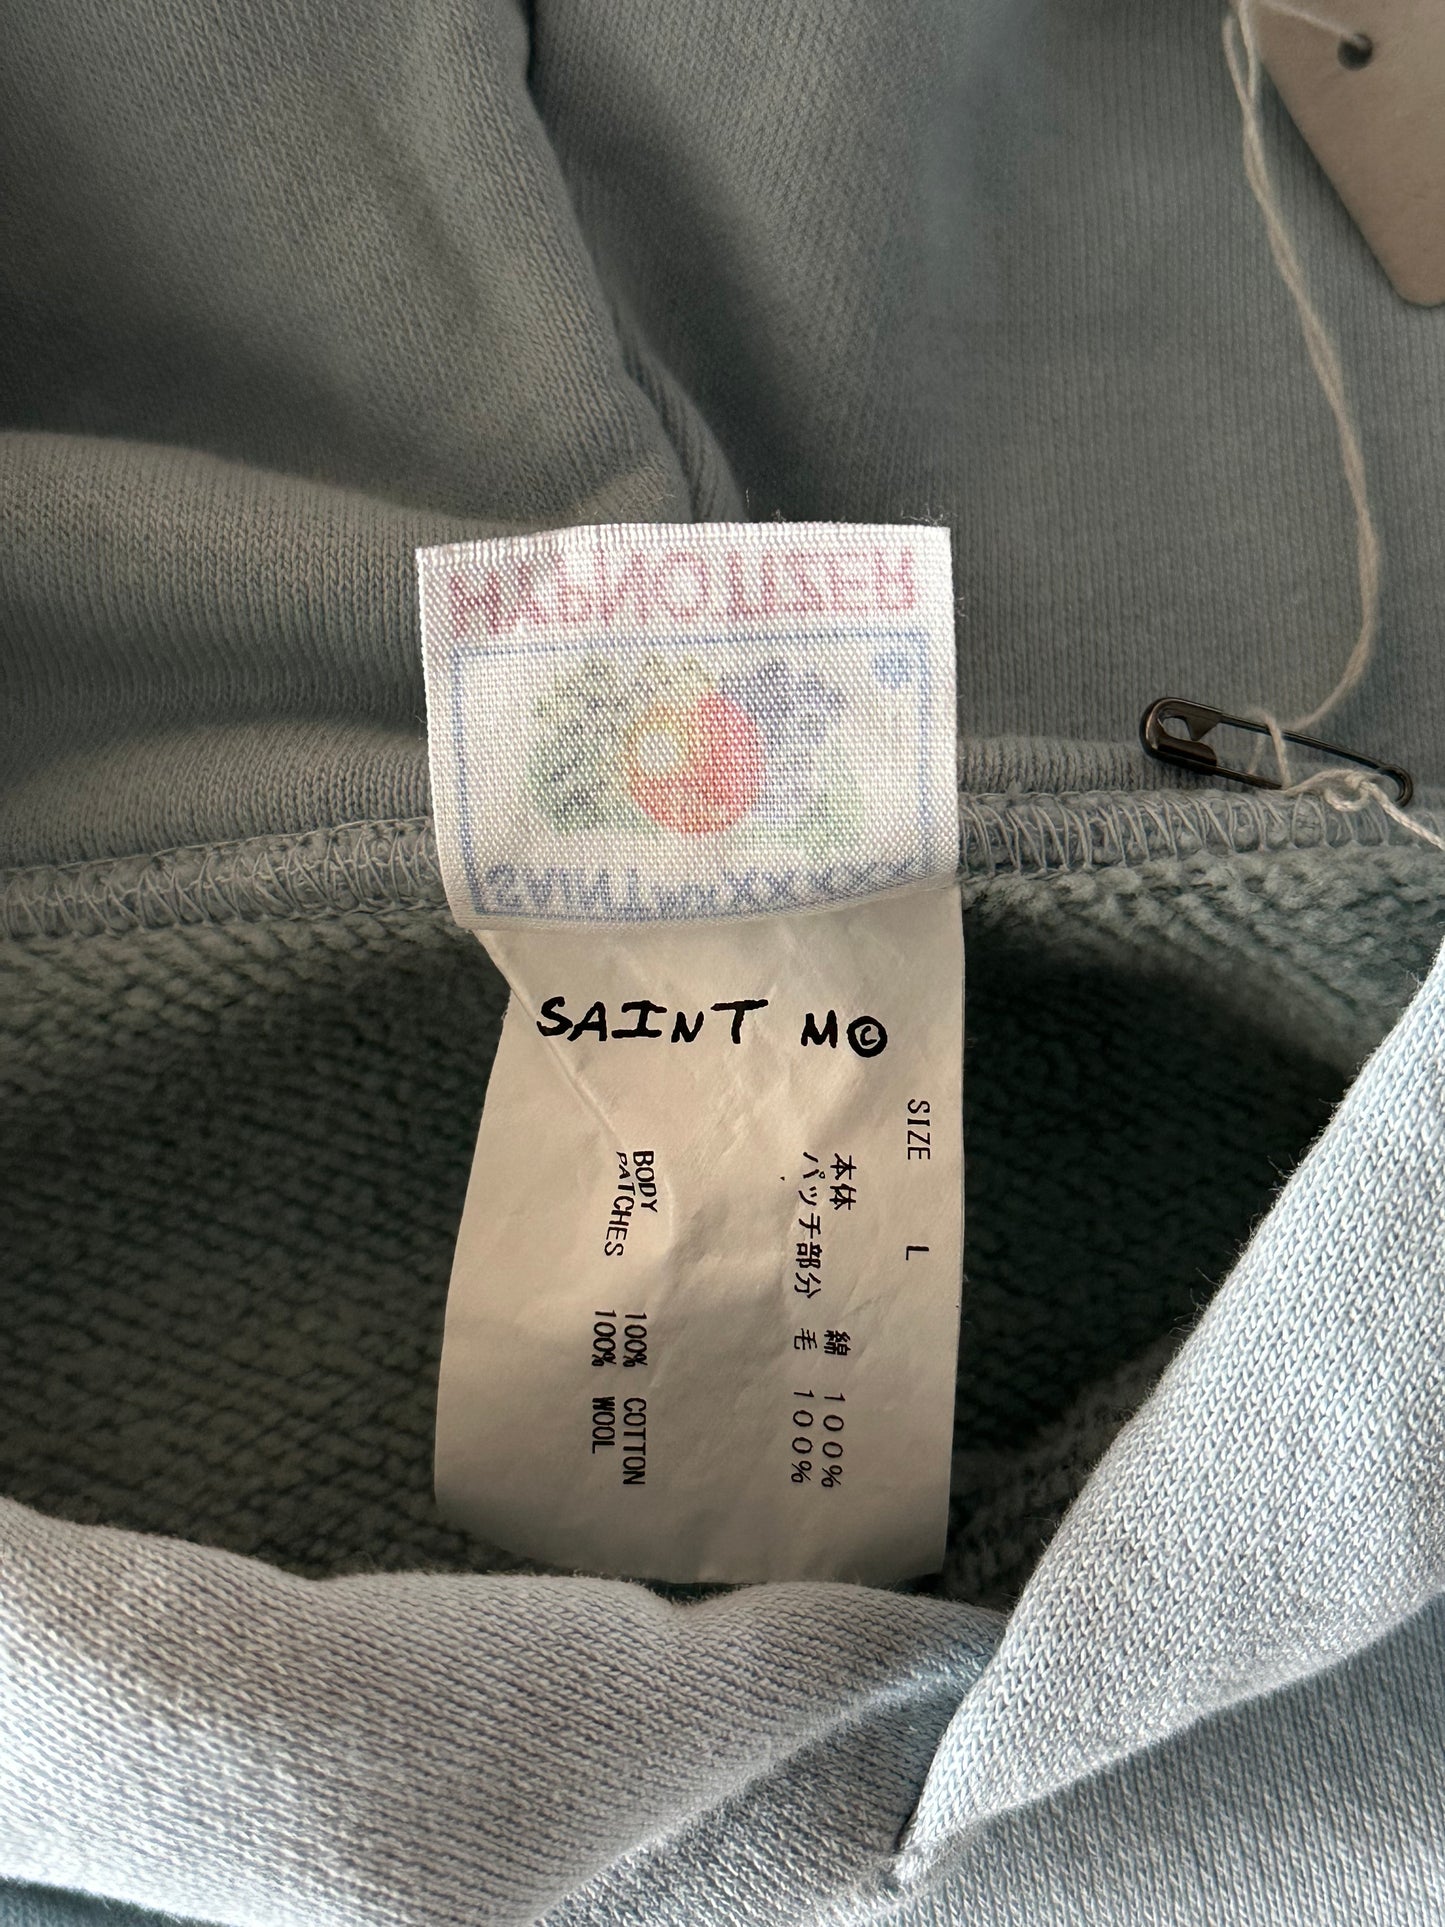 SAINT M©
SIZE L
本体 綿 100%
パッチ部分 毛 100%
BODY 100% COTTON
PATCHES 100% WOOL